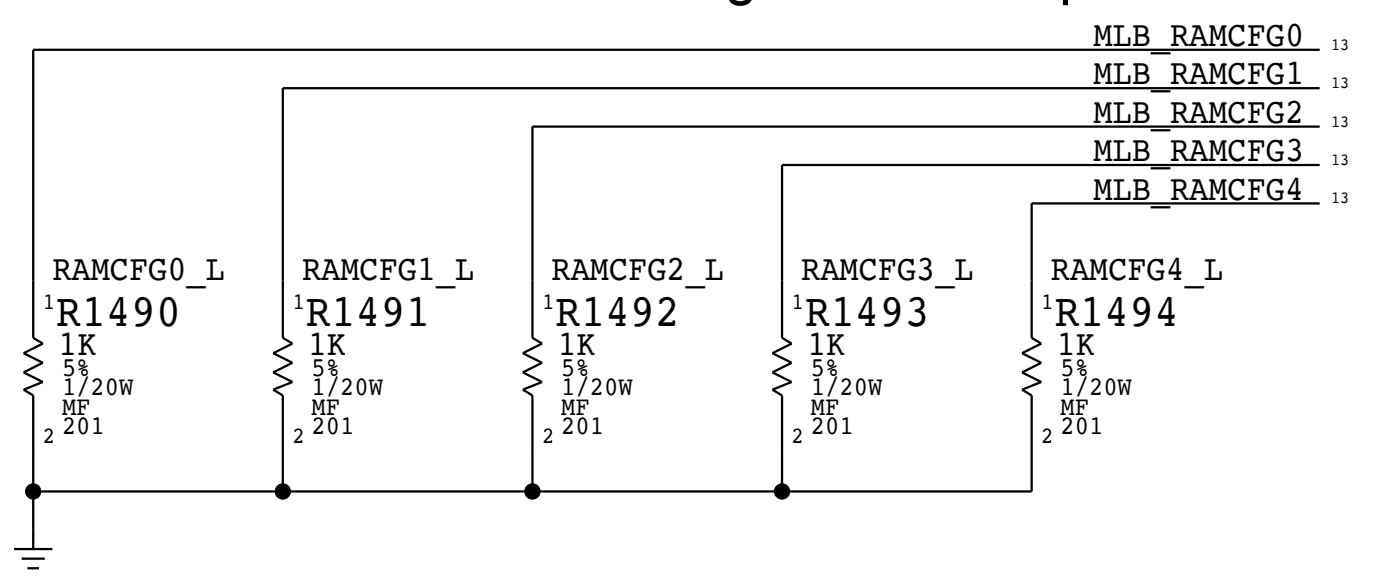 MLB_RAMCFG0 13
MLB_RAMCFG1 13
MLB_RAMCFG2 13
MLB_RAMCFG3 13
MLB_RAMCFG4 13
RAMCFG0_L RAMCFG1_L RAMCFG2_L RAMCFG3_L RAMCFG4_L
1 R1490 1 R1491 1 R1492 1 R1493 1 R1494
1K 1K 1K 1K 1K
5% 5% 5% 5% 5%
1/20W 1/20W 1/20W 1/20W 1/20W
MF MF MF MF MF
2 201 2 201 2 201 2 201 2 201